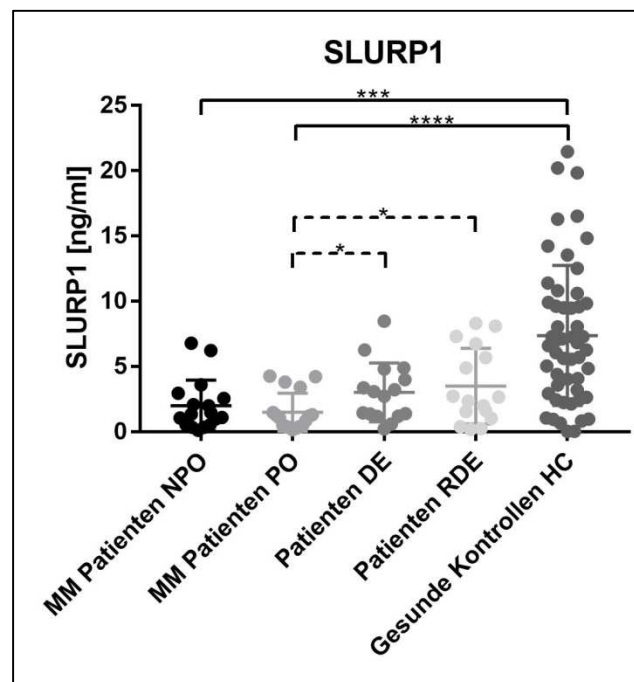 SLURP1
***
****
*
*
SLURP1 [ng/ml]
25
20
15
10
5
0
MM Patienten NPO
MM Patienten PO
Patienten DE
Patienten RDE
Gesunde Kontrollen HC